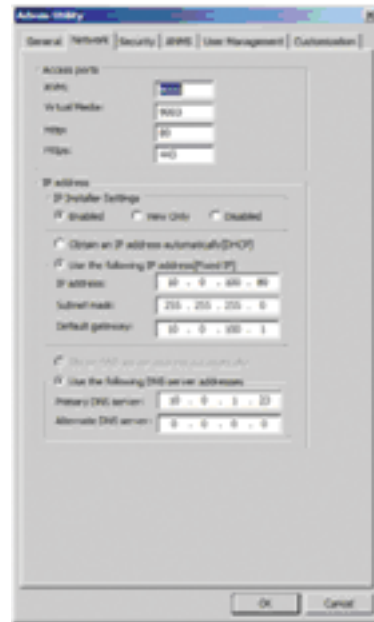 Admin Utility
General Network Security ANMS User Management Customization
Access ports
Virtual Media: 9003
Http: 80
Https: 443
IP address
IP Installer Settings
Enabled View Only Disabled
Obtain an IP address automatically[DHCP]
Use the following IP address[Fixed IP]
IP address: 10 . 0 . 100 . 80
Subnet mask: 255 . 255 . 255 . 0
Default gateway: 10 . 0 . 100 . 1
Use the following DNS server addresses
Primary DNS server: 10 . 0 . 1 . 23
Alternate DNS server: 0 . 0 . 0 . 0
OK Cancel